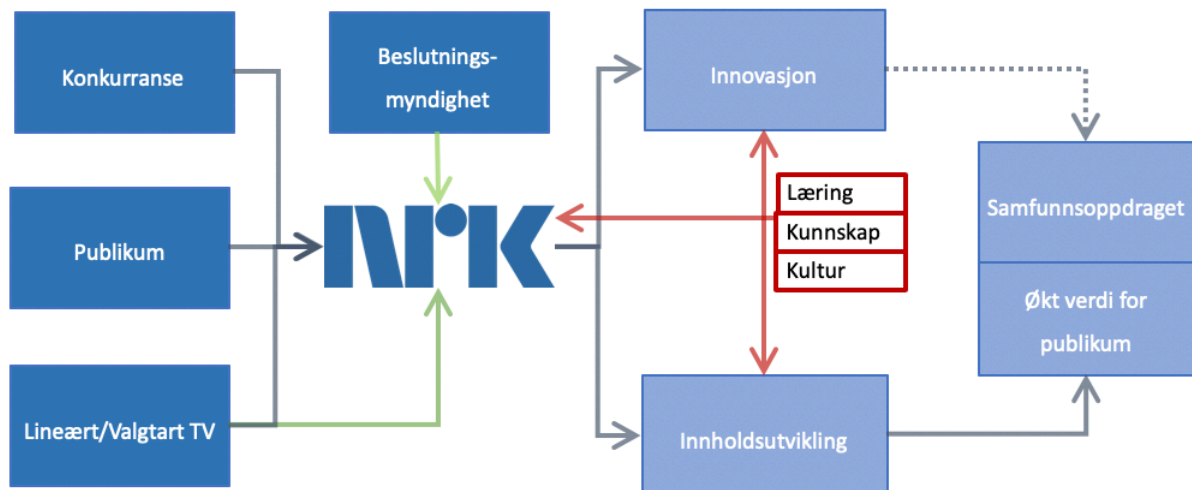 Konkurranse
Beslutnings-
myndighet
Innovasjon
Læring
Kunnskap
Kultur
Samfunnsoppdraget
Publikum
NRK
Økt verdi for
publikum
Lineært/Valgtart TV
Innholdsutvikling